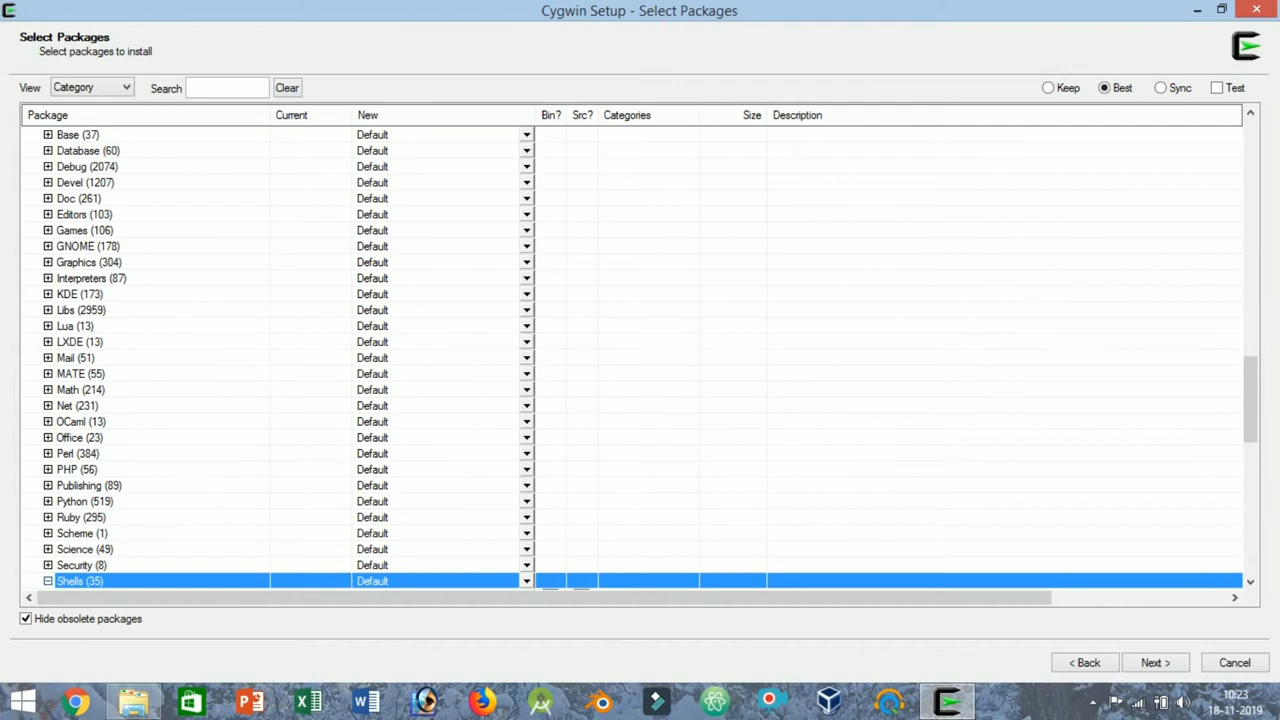 Cygwin Setup - Select Packages
Select Packages
Select packages to install
View Category Search Clear Keep Best Sync Test
Package Current New Bin? Src? Categories Size Description
Base (37) Default
Database (60) Default
Debug (2074) Default
Devel (1207) Default
Doc (261) Default
Editors (103) Default
Games (106) Default
GNOME (178) Default
Graphics (304) Default
Interpreters (87) Default
KDE (173) Default
Libs (2959) Default
Lua (13) Default
LXDE (13) Default
Mail (51) Default
MATE (55) Default
Math (214) Default
Net (231) Default
OCaml (13) Default
Office (23) Default
Perl (384) Default
PHP (56) Default
Publishing (89) Default
Python (519) Default
Ruby (295) Default
Scheme (1) Default
Science (49) Default
Security (8) Default
Shells (35) Default
Hide obsolete packages
< Back Next > Cancel
10:23
18-11-2019